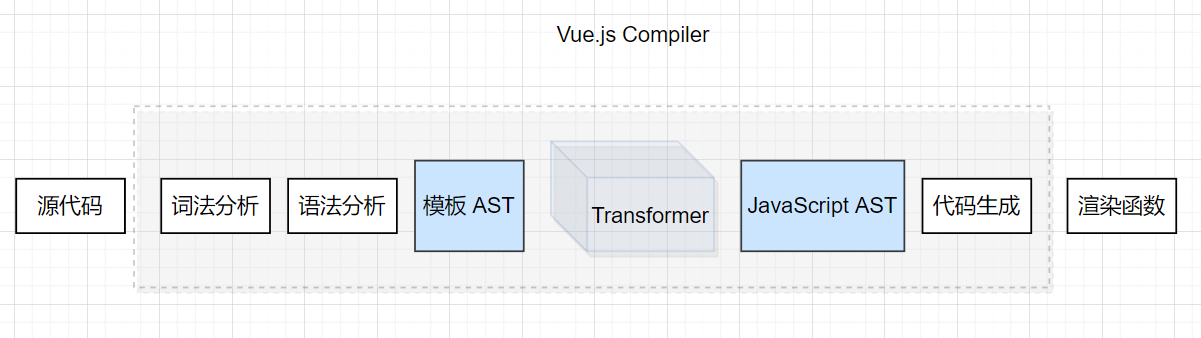 Vue.js Compiler
源代码
词法分析
语法分析
模板 AST
Transformer
JavaScript AST
代码生成
渲染函数